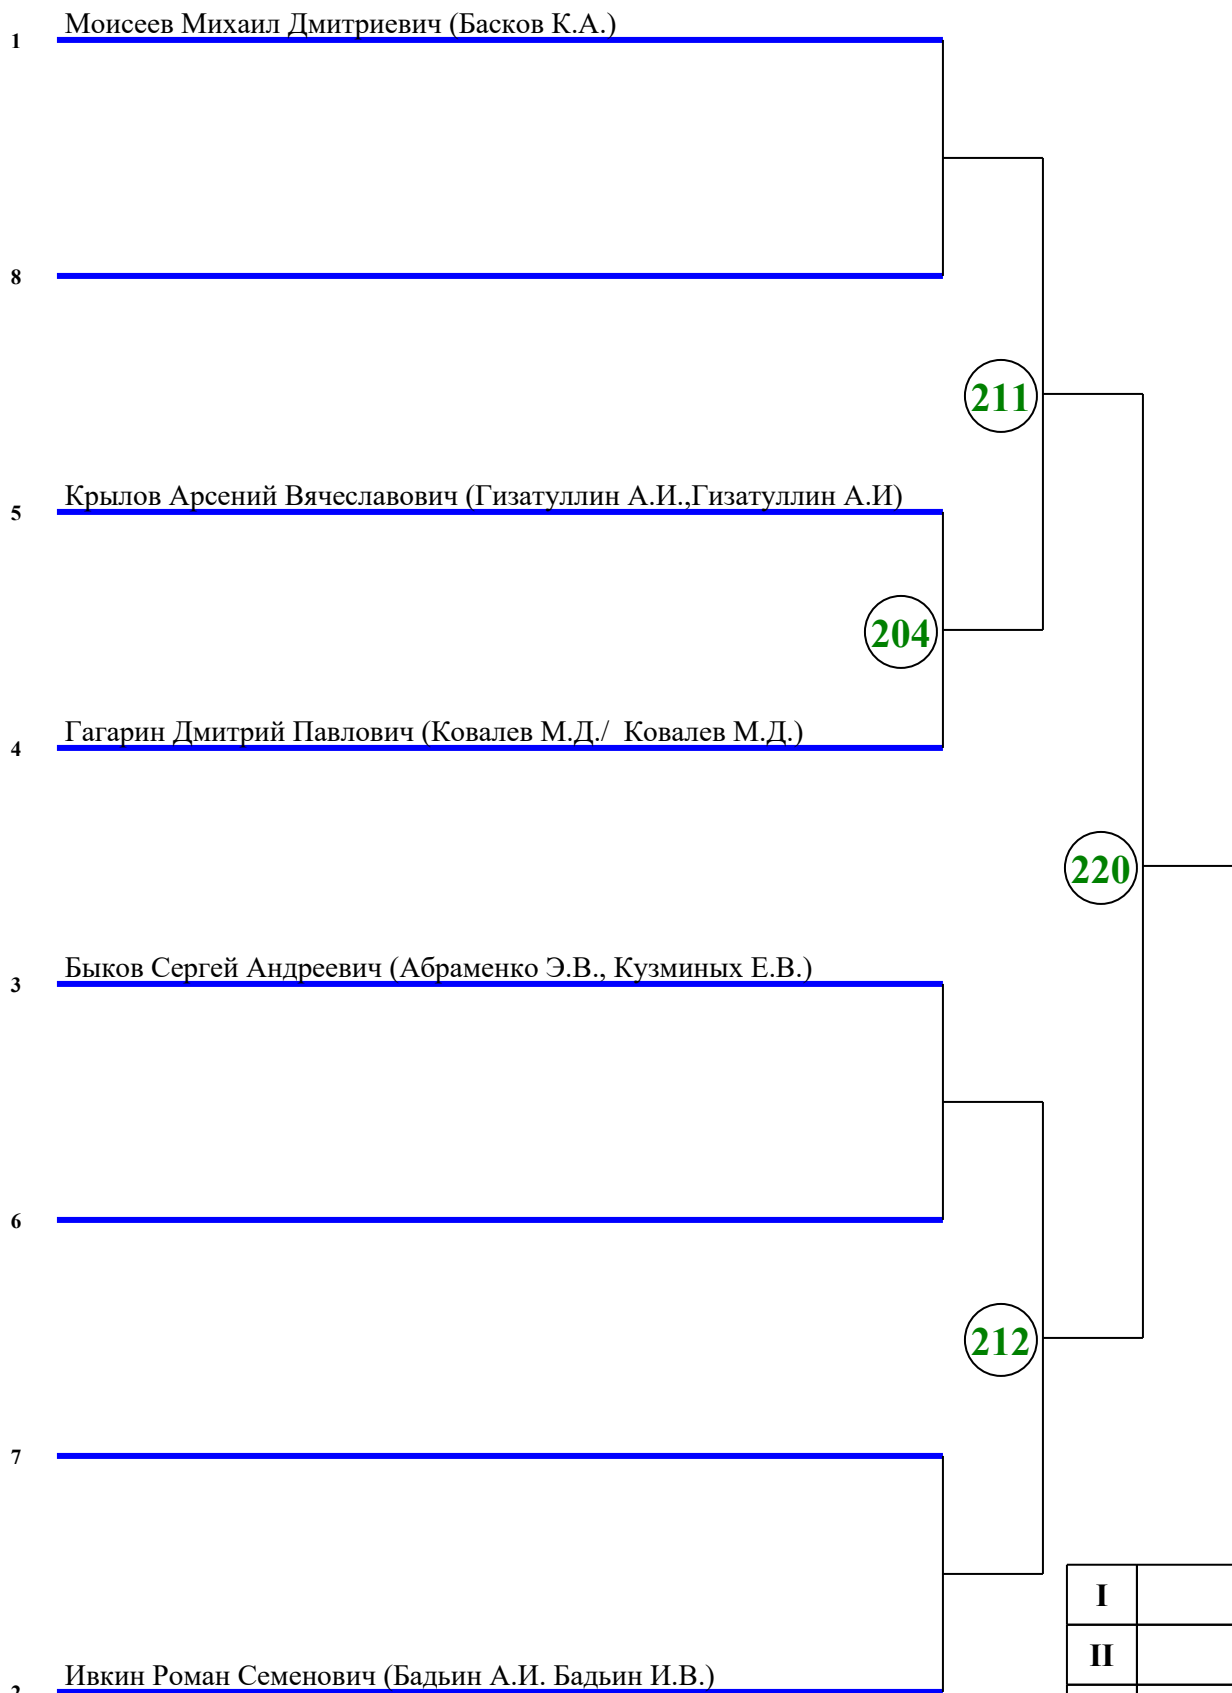 Моисеев Михаил Дмитриевич (Басков К.А.)
1
8
211
Крылов Арсений Вячеславович (Гизатуллин А.И.,Гизатуллин А.И)
5
204
Гагарин Дмитрий Павлович (Ковалев М.Д./ Ковалев М.Д.)
4
220
Быков Сергей Андреевич (Абраменко Э.В., Кузминых Е.В.)
3
6
212
7
I
II
Ивкин Роман Семенович (Бадьин А.И. Бадьин И.В.)
2